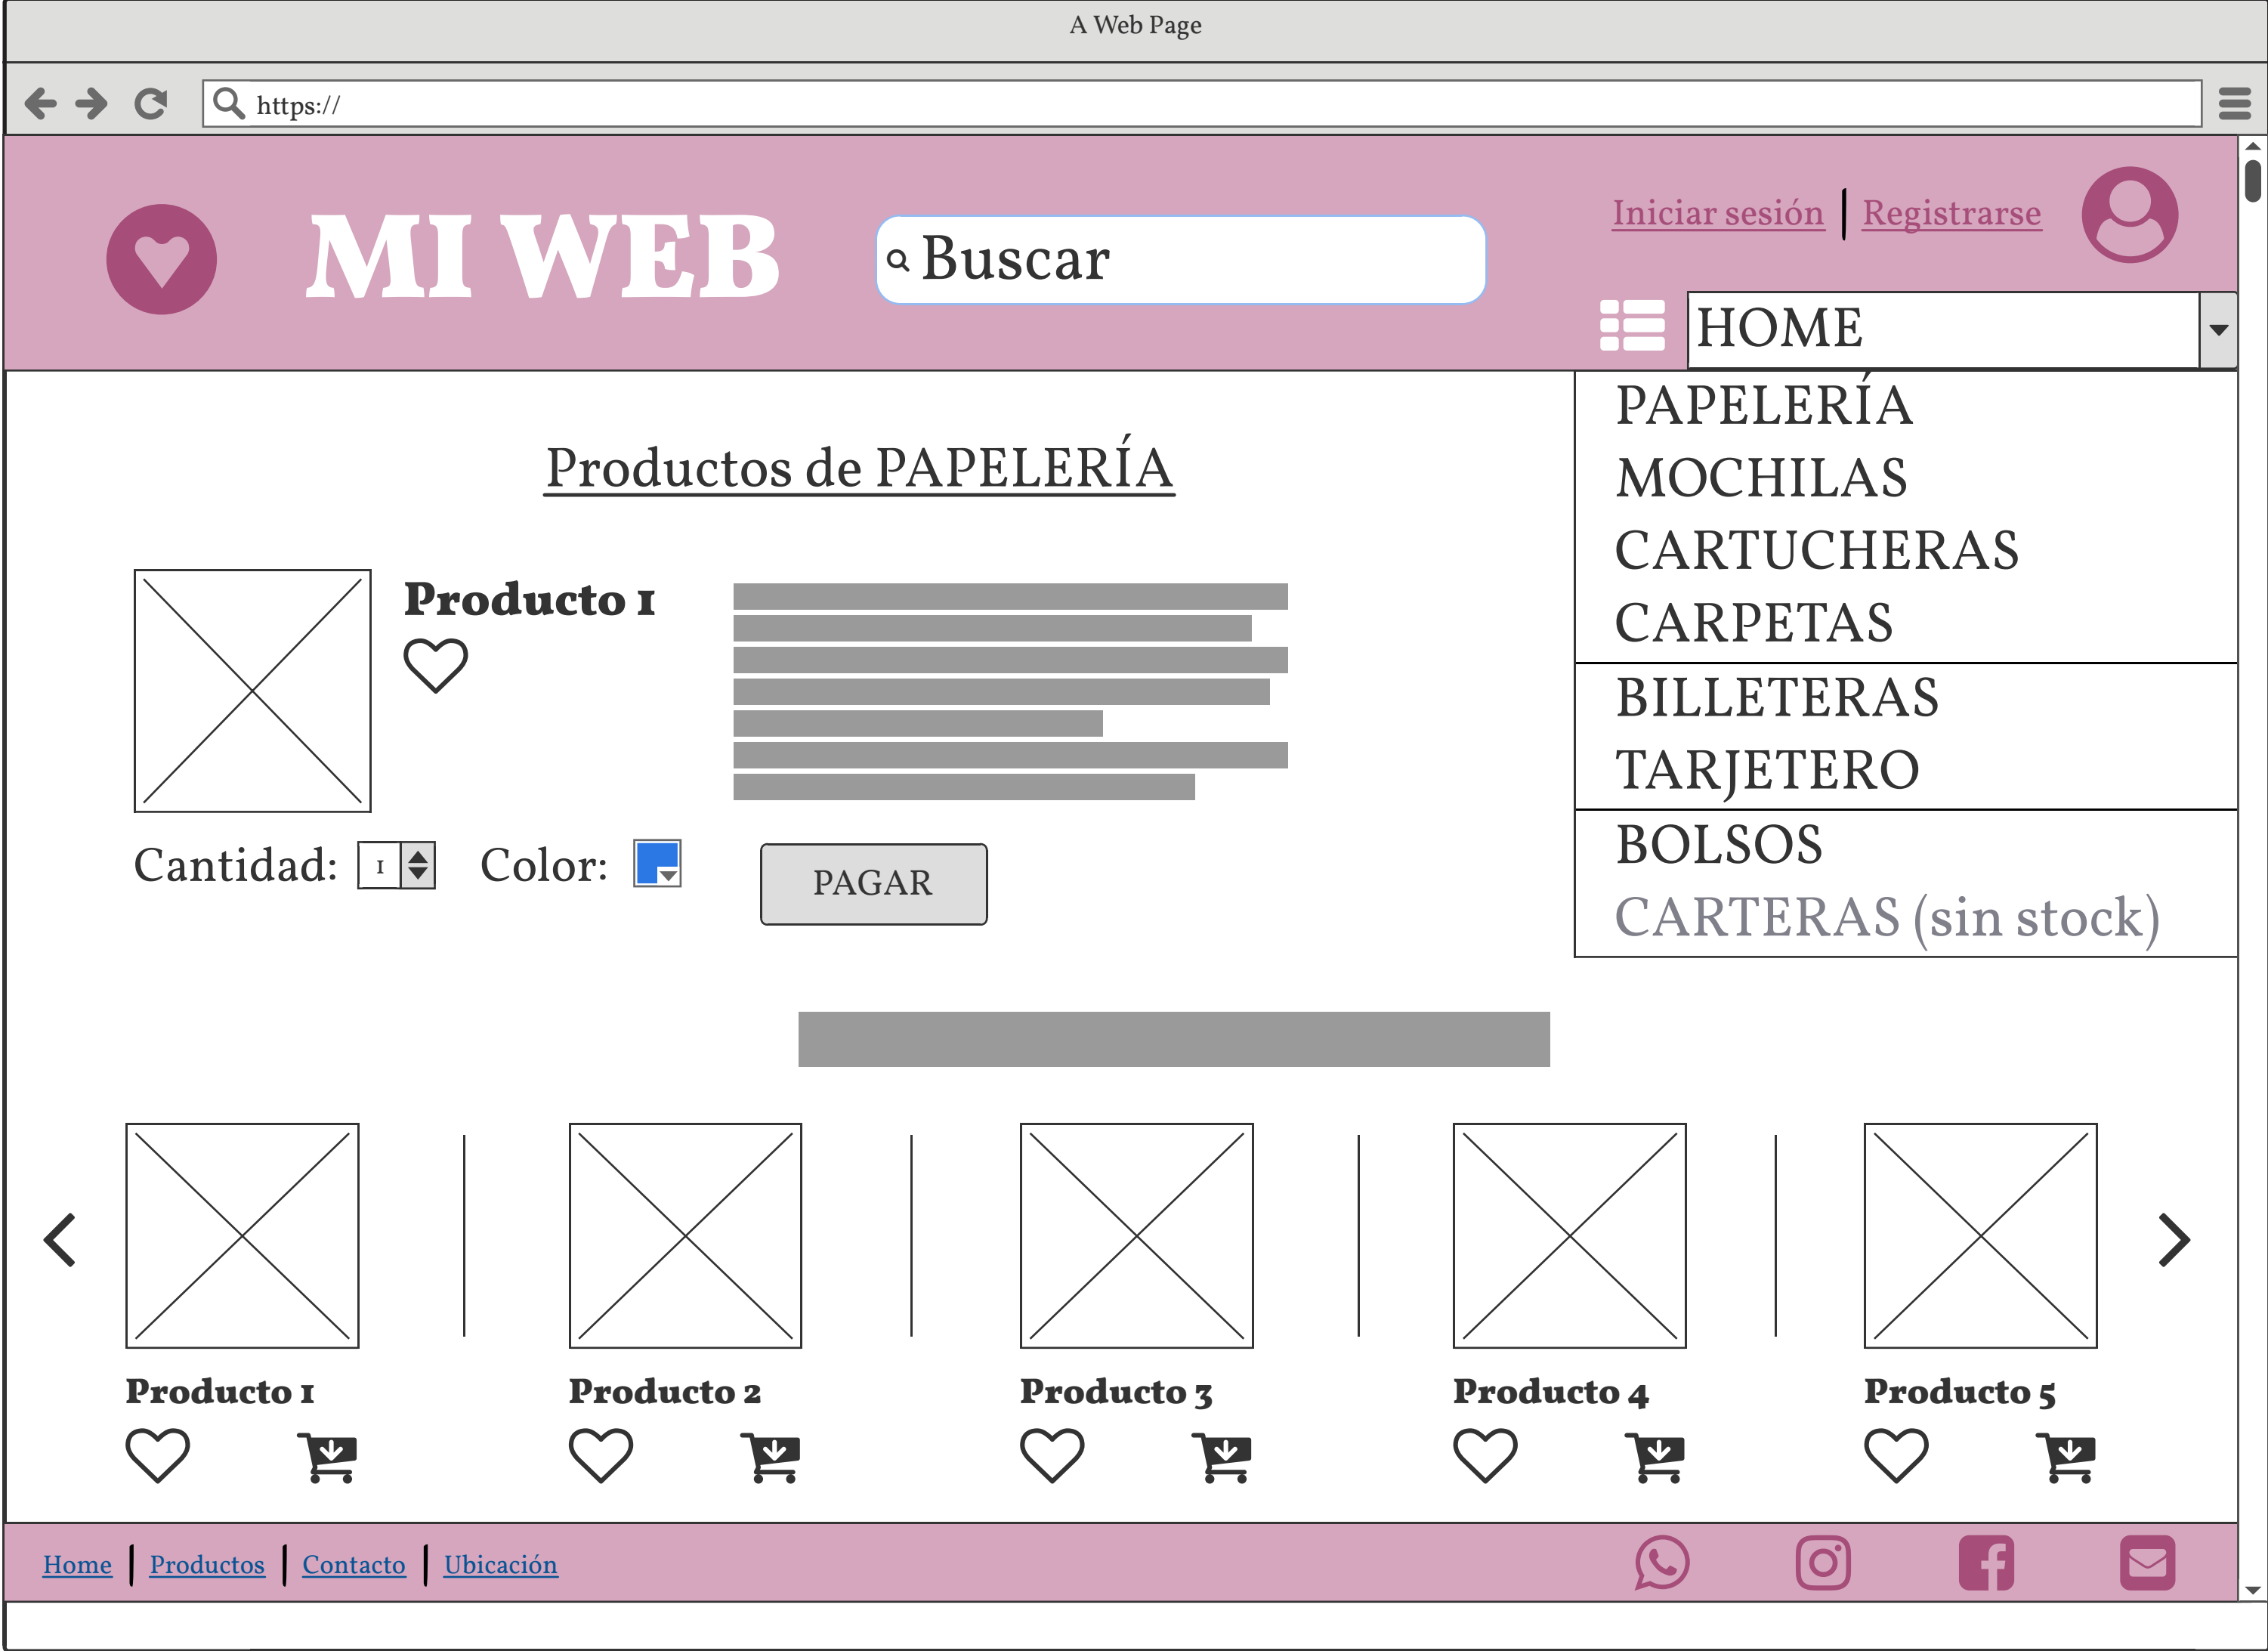 A Web Page
https://
MI WEB
Buscar
Iniciar sesión
Registrarse
HOME
PAPELERÍA
MOCHILAS
CARTUCHERAS
CARPETAS
BILLETERAS
TARJETERO
BOLSOS
CARTERAS (sin stock)
Productos de PAPELERÍA
Producto 1
Cantidad: 1
Color:
PAGAR
Producto 1
Producto 2
Producto 3
Producto 4
Producto 5
Home
Productos
Contacto
Ubicación